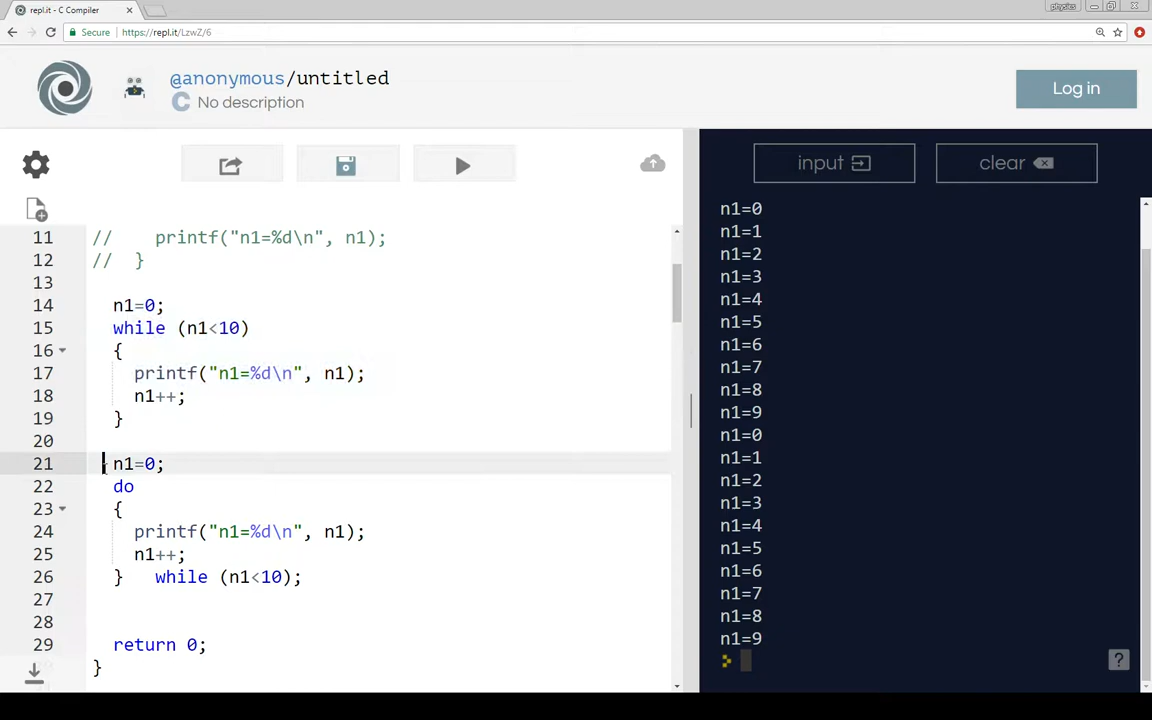 repl.it - C Compiler
physics
Secure https://repl.it/LzwZ/6
@anonymous/untitled
C No description
Log in
input
clear
11 // printf("n1=%d\n", n1);
12 // }
13
14 n1=0;
15 while (n1<10)
16 {
17 printf("n1=%d\n", n1);
18 n1++;
19 }
20
21 n1=0;
22 do
23 {
24 printf("n1=%d\n", n1);
25 n1++;
26 } while (n1<10);
27
28
29 return 0;
}
n1=0
n1=1
n1=2
n1=3
n1=4
n1=5
n1=6
n1=7
n1=8
n1=9
n1=0
n1=1
n1=2
n1=3
n1=4
n1=5
n1=6
n1=7
n1=8
n1=9
?